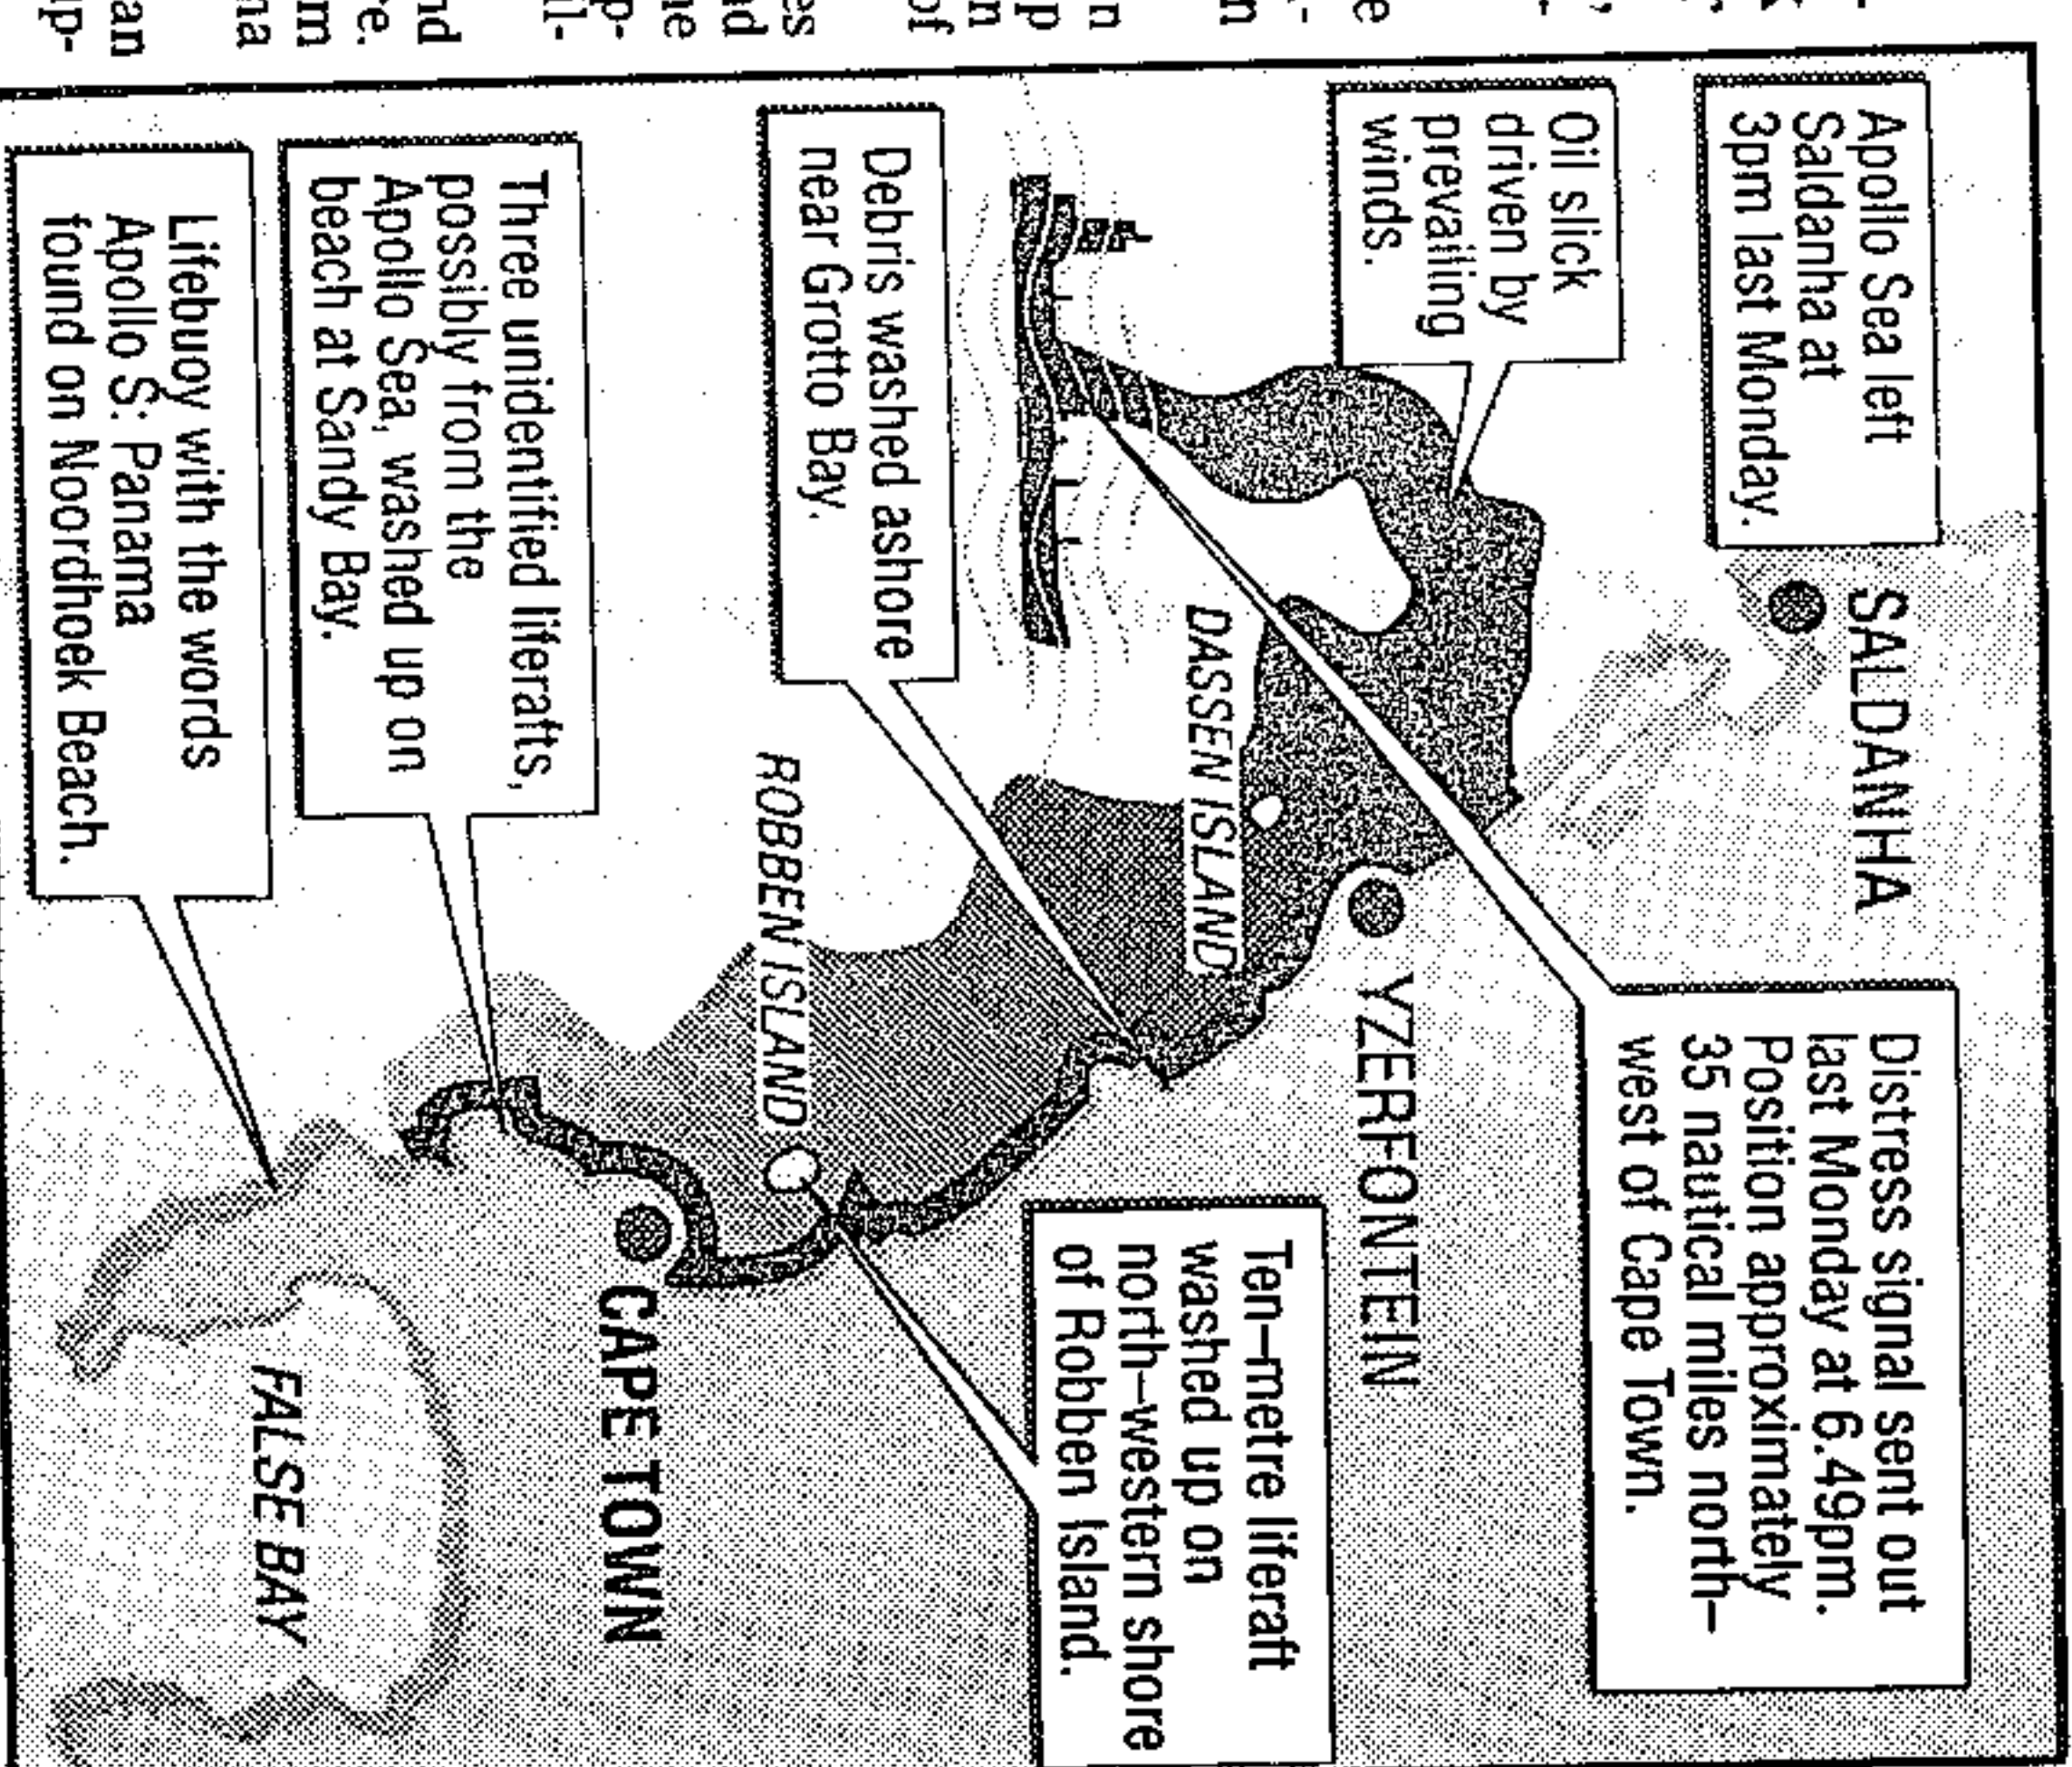 Apollo Sea left
Saldanha at
3pm last Monday.
SALDANHA
Distress signal sent out
last Monday at 6.49pm.
Position approximately
35 nautical miles north-
west of Cape Town.
Oil slick
driven by
prevailing
winds.
YZERFONTEIN
DASSEN ISLAND
Ten-metre liferaft
washed up on
north-western shore
of Robben Island.
Debris washed ashore
near Grotto Bay.
ROBBEN ISLAND
CAPE TOWN
Three unidentified liferafts,
possibly from the
Apollo Sea, washed up on
beach at Sandy Bay.
FALSE BAY
Lifebuoy with the words
Apollo S: Panama
found on Noordhoek Beach.